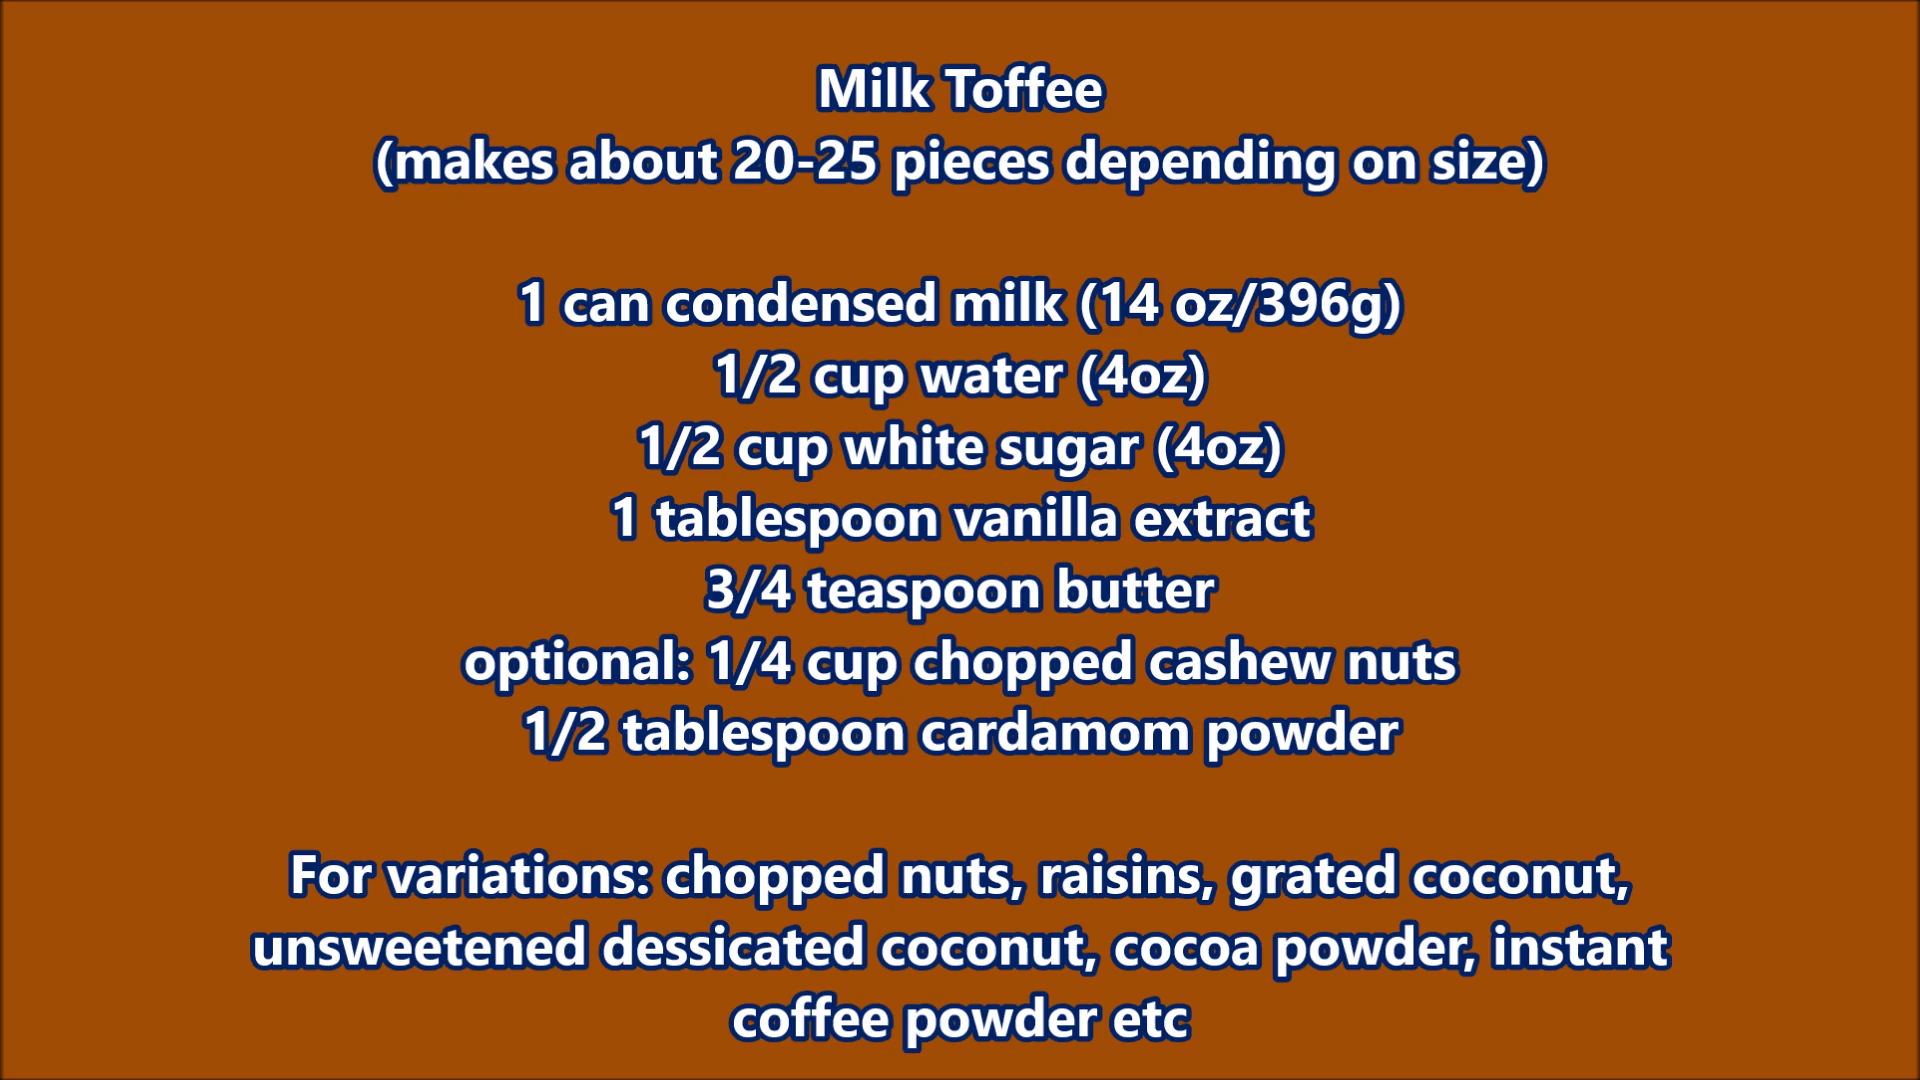 Milk Toffee
(makes about 20-25 pieces depending on size)
1 can condensed milk (14 oz/396g)
1/2 cup water (4oz)
1/2 cup white sugar (4oz)
1 tablespoon vanilla extract
3/4 teaspoon butter
optional: 1/4 cup chopped cashew nuts
1/2 tablespoon cardamom powder
For variations: chopped nuts, raisins, grated coconut,
unsweetened dessicated coconut, cocoa powder, instant
coffee powder etc